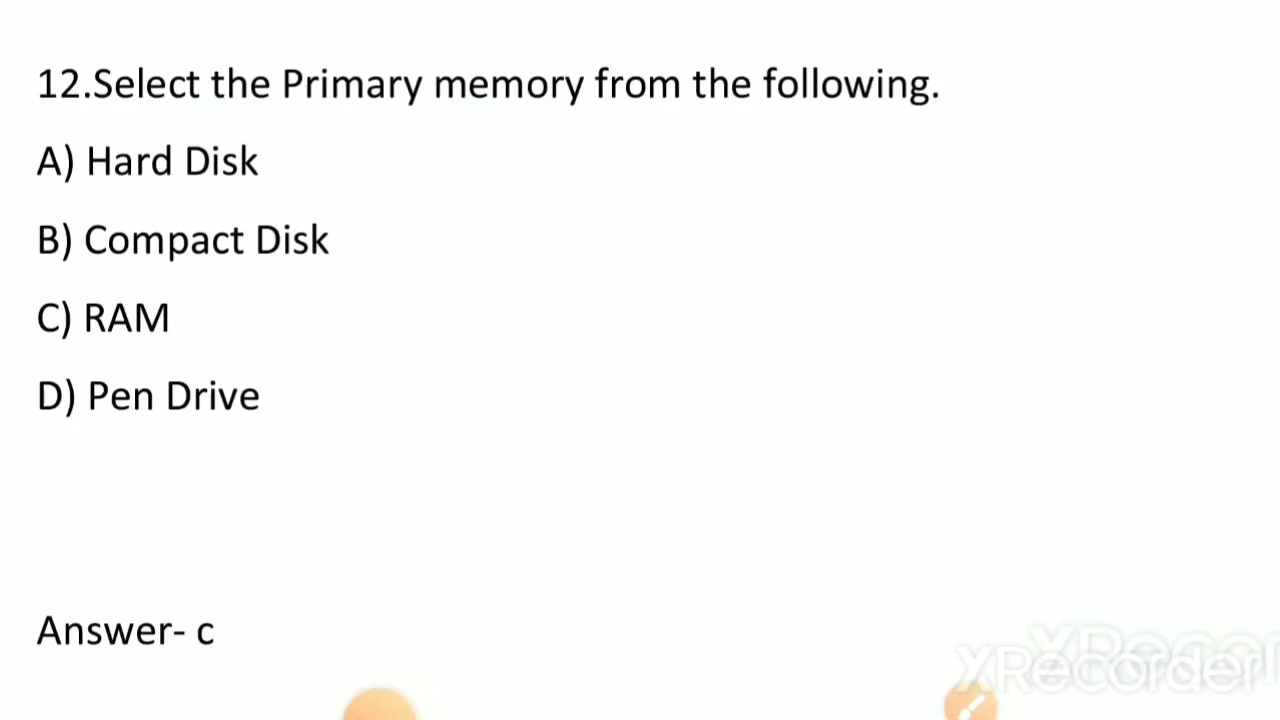 12.Select the Primary memory from the following.
A) Hard Disk
B) Compact Disk
C) RAM
D) Pen Drive
Answer- c
XRecorder